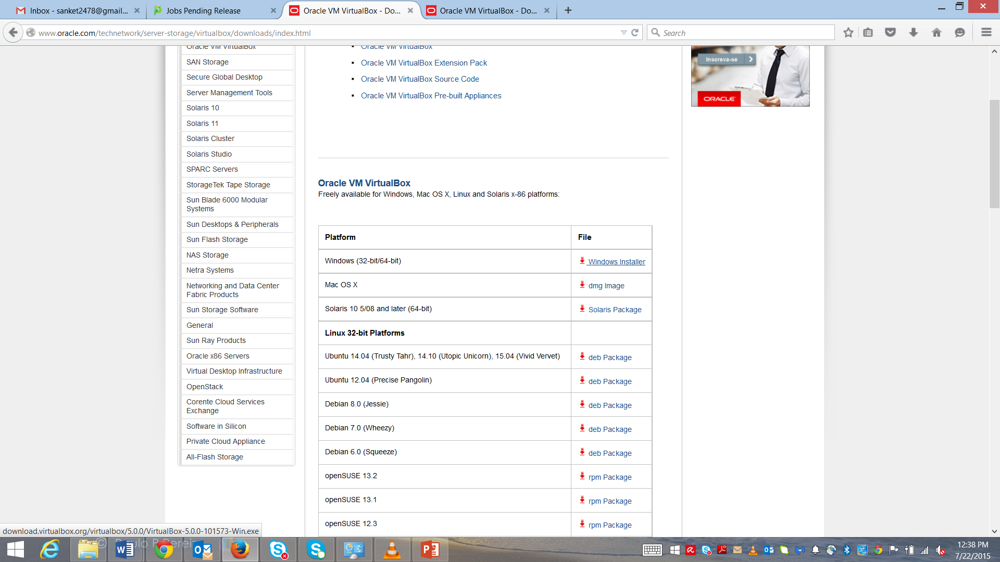 Inbox - sanket2478@gmail...
Jobs Pending Release
Oracle VM VirtualBox - Do...
Oracle VM VirtualBox - Do...
www.oracle.com/technetwork/server-storage/virtualbox/downloads/index.html
Search
Oracle VM VirtualBox
SAN Storage
Secure Global Desktop
Server Management Tools
Solaris 10
Solaris 11
Solaris Cluster
Solaris Studio
SPARC Servers
StorageTek Tape Storage
Sun Blade 6000 Modular
Systems
Sun Desktops & Peripherals
Sun Flash Storage
NAS Storage
Netra Systems
Networking and Data Center
Fabric Products
Sun Storage Software
General
Sun Ray Products
Oracle x86 Servers
Virtual Desktop Infrastructure
OpenStack
Corente Cloud Services
Exchange
Software in Silicon
Private Cloud Appliance
All-Flash Storage
Oracle VM VirtualBox
Oracle VM VirtualBox Extension Pack
Oracle VM VirtualBox Source Code
Oracle VM VirtualBox Pre-built Appliances
Oracle VM VirtualBox
Freely available for Windows, Mac OS X, Linux and Solaris x-86 platforms:
Platform File
Windows (32-bit/64-bit) Windows Installer
Mac OS X dmg Image
Solaris 10 5/08 and later (64-bit) Solaris Package
Linux 32-bit Platforms
Ubuntu 14.04 (Trusty Tahr), 14.10 (Utopic Unicorn), 15.04 (Vivid Vervet) deb Package
Ubuntu 12.04 (Precise Pangolin) deb Package
Debian 8.0 (Jessie) deb Package
Debian 7.0 (Wheezy) deb Package
Debian 6.0 (Squeeze) deb Package
openSUSE 13.2 rpm Package
openSUSE 13.1 rpm Package
openSUSE 12.3 rpm Package
Inscreva-se
ORACLE
download.virtualbox.org/virtualbox/5.0.0/VirtualBox-5.0.0-101573-Win.exe
12:38 PM
7/22/2015